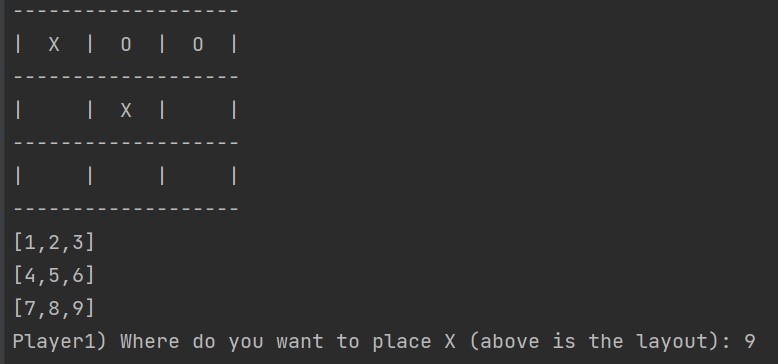 -------------------
|  X  |  O  |  O  |
-------------------
|     |  X  |     |
-------------------
|     |     |     |
-------------------
[1,2,3]
[4,5,6]
[7,8,9]
Player1) Where do you want to place X (above is the layout): 9